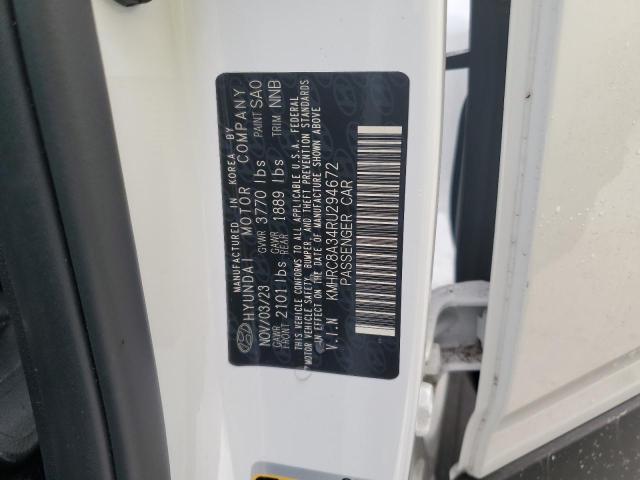 MANUFACTURED IN KOREA BY
HYUNDAI MOTOR COMPANY
NOV/03/23 GVWR 3770 lbs PAINT SAO
GAWR FRONT 2101 lbs GAWR REAR 1889 lbs TRIM NNB
THIS VEHICLE CONFORMS TO ALL APPLICABLE U.S.A. FEDERAL
*MOTOR VEHICLE SAFETY, BUMPER, AND THEFT PREVENTION STANDARDS
IN EFFECT ON THE DATE OF MANUFACTURE SHOWN ABOVE
V.I.N KMHRC8A34RU294672
PASSENGER CAR